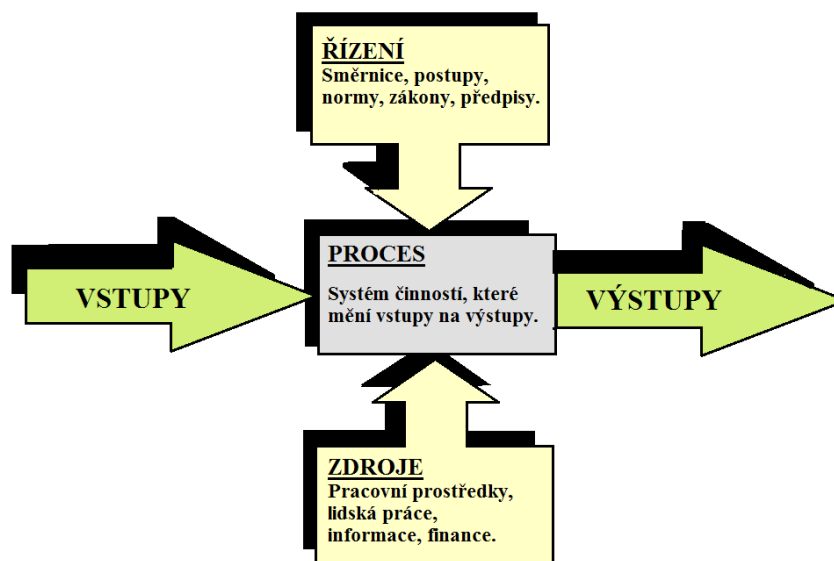 ŘÍZENÍ
Směrnice, postupy,
normy, zákony, předpisy.
VSTUPY
PROCES
Systém činností, které
mění vstupy na výstupy.
VÝSTUPY
ZDROJE
Pracovní prostředky,
lidská práce,
informace, finance.